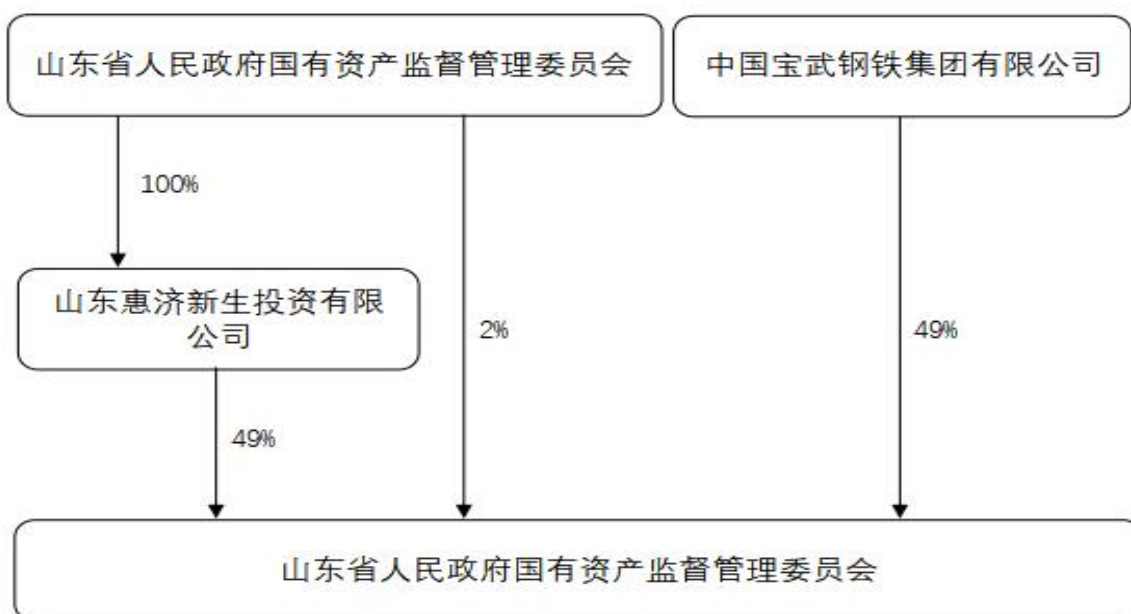 山东省人民政府国有资产监督管理委员会
中国宝武钢铁集团有限公司
100%
山东惠济新生投资有限
公司
2%
49%
49%
山东省人民政府国有资产监督管理委员会